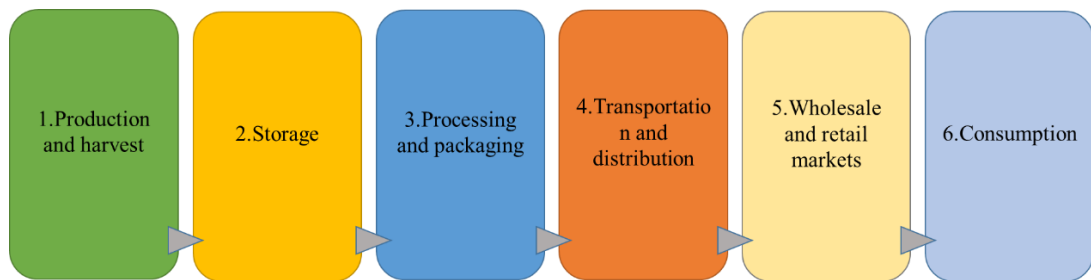 1.Production
and harvest
2.Storage
3.Processing
and packaging
4.Transportatio
n and
distribution
5.Wholesale
and retail
markets
6.Consumption